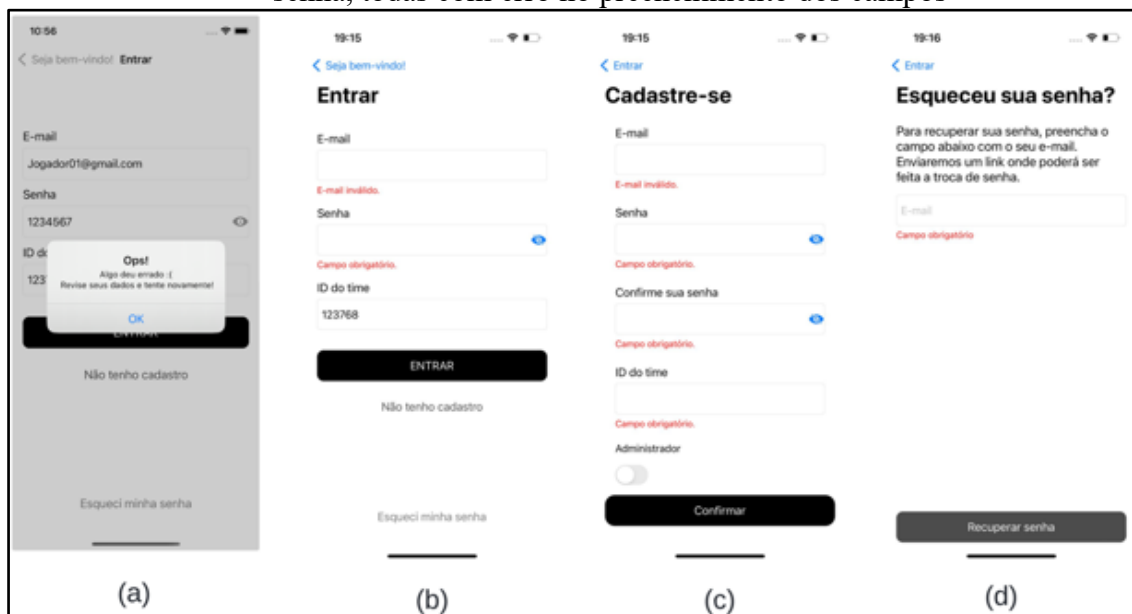 senha, todas com erro no preenchimento dos campos
10:56
Seja bem-vindo! Entrar
E-mail
Jogador01@gmail.com
Senha
1234567
ID do
123
Ops!
Algo deu errado :(
Revise seus dados e tente novamente!
OK
ENTRAR
Não tenho cadastro
Esqueci minha senha
(a)
19:15
Seja bem-vindo!
Entrar
E-mail
E-mail inválido.
Senha
Campo obrigatório.
ID do time
123768
ENTRAR
Não tenho cadastro
Esqueci minha senha
(b)
19:15
Entrar
Cadastre-se
E-mail
E-mail inválido.
Senha
Campo obrigatório.
Confirme sua senha
Campo obrigatório.
ID do time
Campo obrigatório.
Administrador
Confirmar
(c)
19:16
Entrar
Esqueceu sua senha?
Para recuperar sua senha, preencha o
campo abaixo com o seu e-mail.
Enviaremos um link onde poderá ser
feita a troca de senha.
E-mail
Campo obrigatório
Recuperar senha
(d)